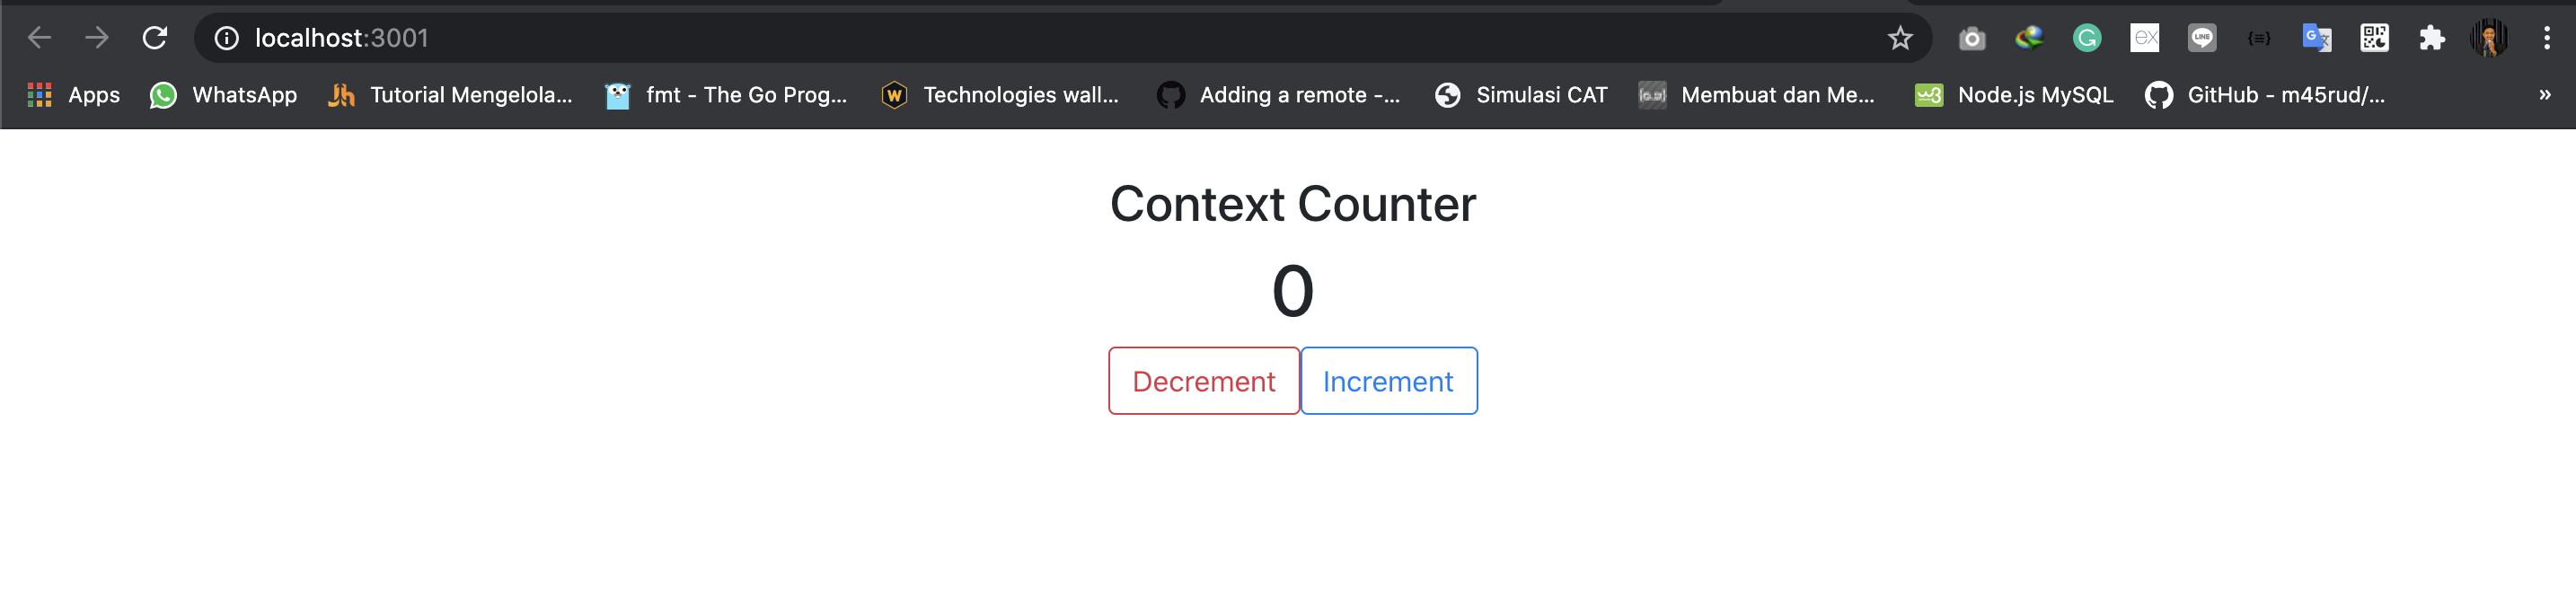 localhost:3001
Apps WhatsApp Tutorial Mengelola... fmt - The Go Prog... Technologies wall... Adding a remote -... Simulasi CAT Membuat dan Me... Node.js MySQL GitHub - m45rud/... »
Context Counter
0
Decrement Increment